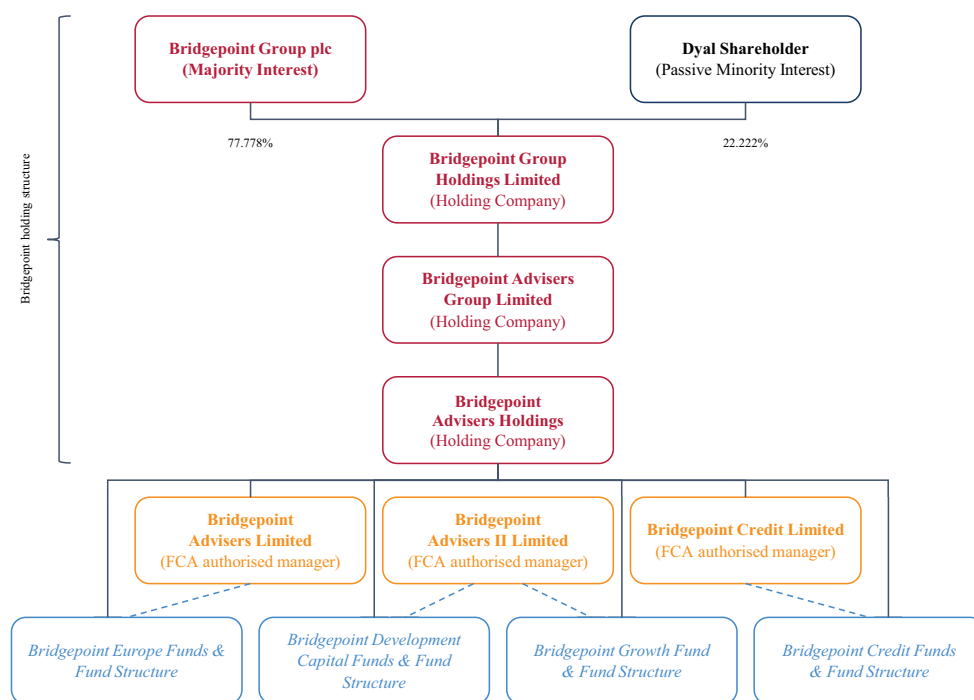 Bridgepoint Group plc
(Majority Interest)
Dyal Shareholder
(Passive Minority Interest)
77.778%
22.222%
Bridgepoint holding structure
Bridgepoint Group
Holdings Limited
(Holding Company)
Bridgepoint Advisers
Group Limited
(Holding Company)
Bridgepoint
Advisers Holdings
(Holding Company)
Bridgepoint
Advisers Limited
(FCA authorised manager)
Bridgepoint
Advisers II Limited
(FCA authorised manager)
Bridgepoint Credit Limited
(FCA authorised manager)
Bridgepoint Europe Funds &
Fund Structure
Bridgepoint Development
Capital Funds & Fund
Structure
Bridgepoint Growth Fund
& Fund Structure
Bridgepoint Credit Funds
& Fund Structure